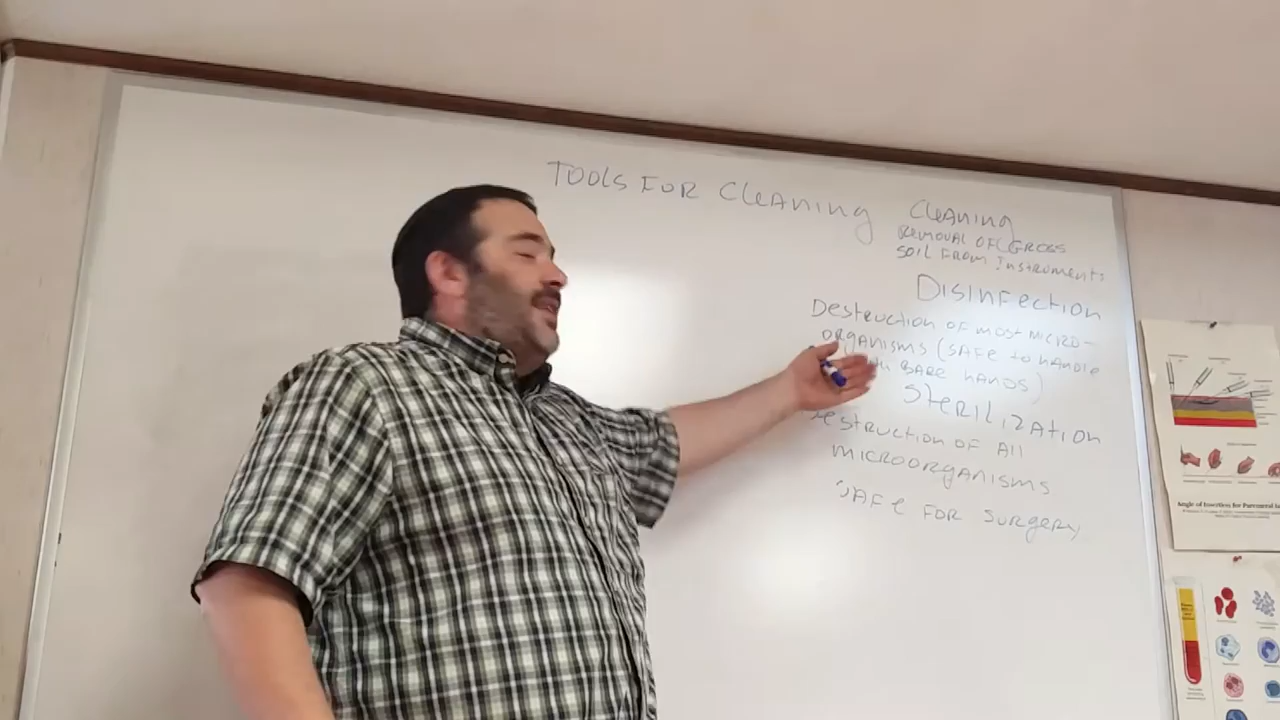 TOOLS FOR CLEANING
CLEANING
REMOVAL OF GROSS
SOIL FROM INSTRUMENTS
DISINFECTION
DESTRUCTION OF MOST MICRO-
ORGANISMS (SAFE TO HANDLE
BARE HANDS)
STERILIZATION
DESTRUCTION OF All
MICROORGANISMS
SAFE FOR SURGERY
Angle of Insertion for Parenteral